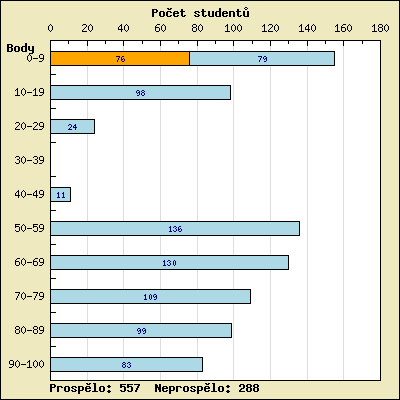 Počet studentů
0 20 40 60 80 100 120 140 160 180
Body
0-9 76 79
10-19 98
20-29 24
30-39
40-49 11
50-59 136
60-69 130
70-79 109
80-89 99
90-100 83
Prospělo: 557 Neprospělo: 288